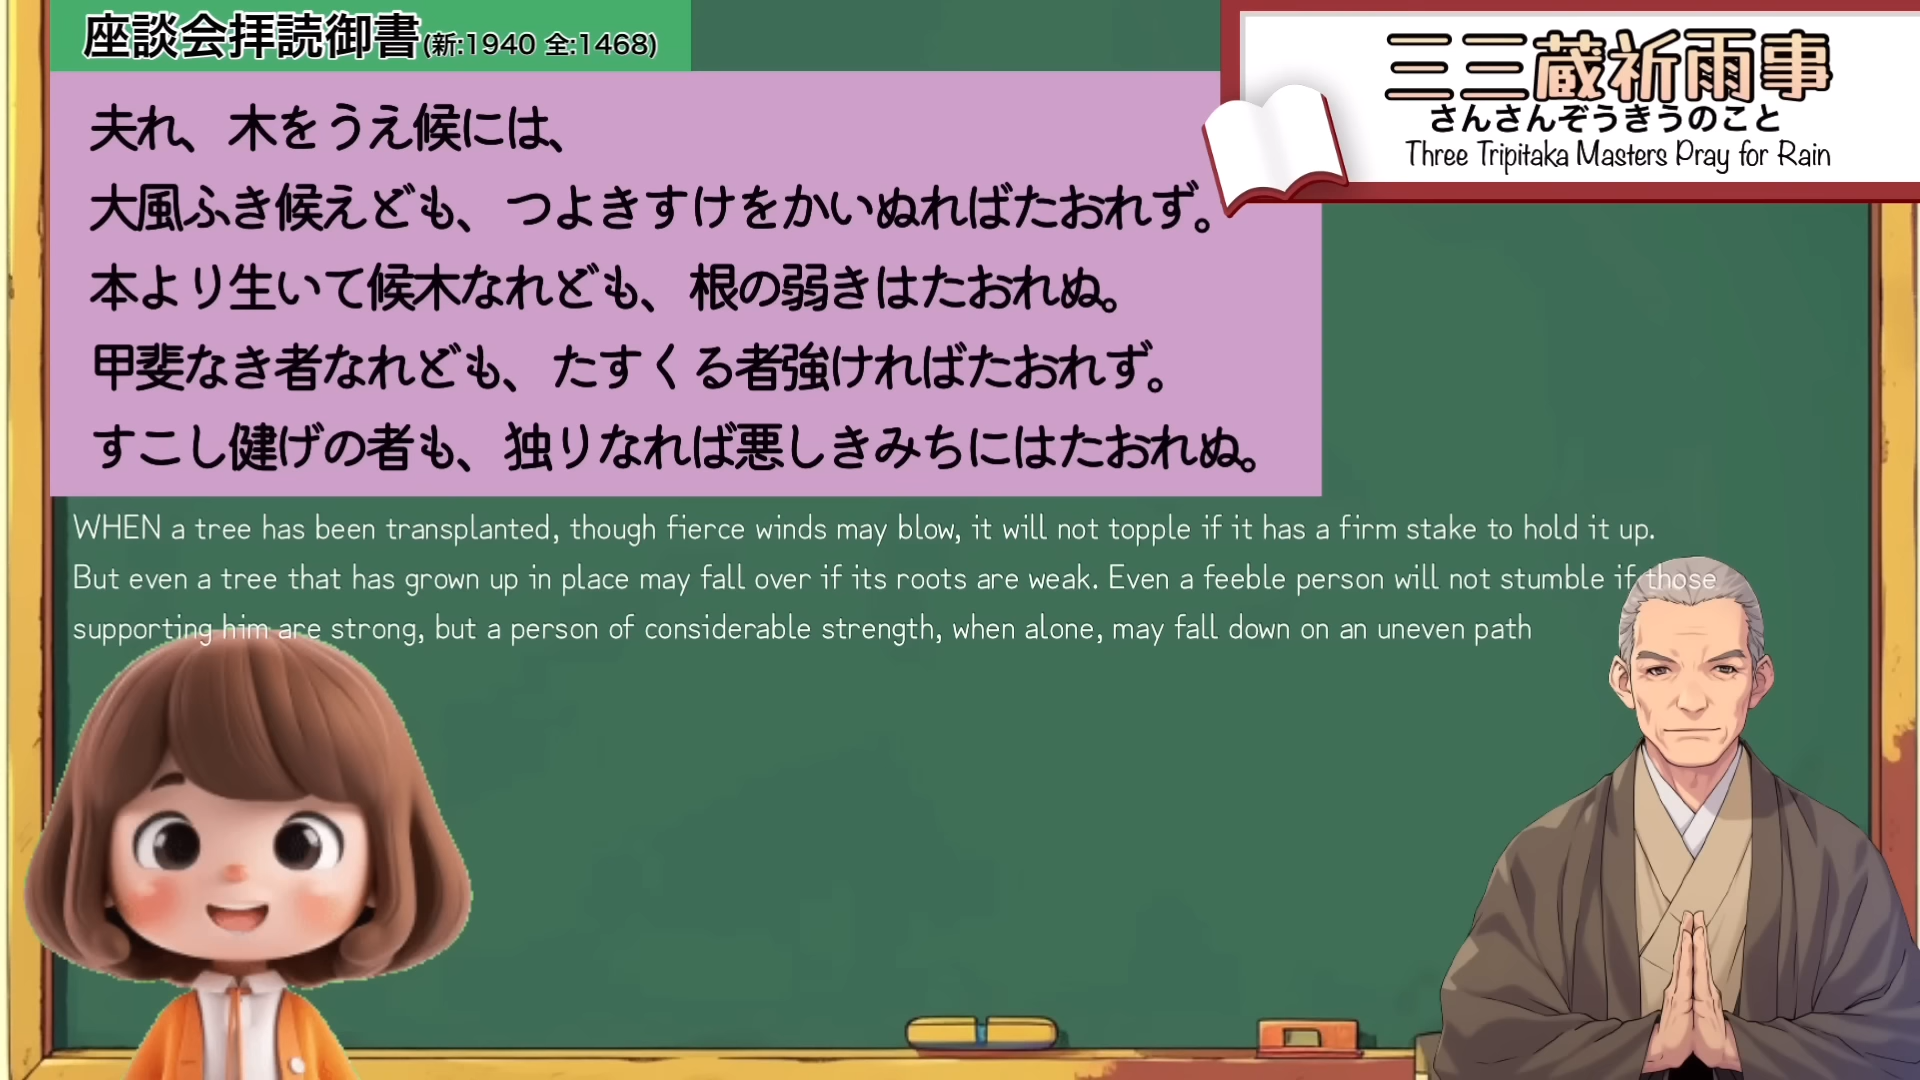 座談会拝読御書(新:1940 全:1468)
三三蔵祈雨事
さんさんぞうきうのこと
Three Tripitaka Masters Pray for Rain
夫れ、木をうえ候には、
大風ふき候えども、つよきすけをかいぬればたおれず。
本より生いて候木なれども、根の弱きはたおれぬ。
甲斐なき者なれども、たすくる者強ければたおれず。
すこし健げの者も、独りなれば悪しきみちにはたおれぬ。
WHEN a tree has been transplanted, though fierce winds may blow, it will not topple if it has a firm stake to hold it up.
But even a tree that has grown up in place may fall over if its roots are weak. Even a feeble person will not stumble if those
supporting him are strong, but a person of considerable strength, when alone, may fall down on an uneven path